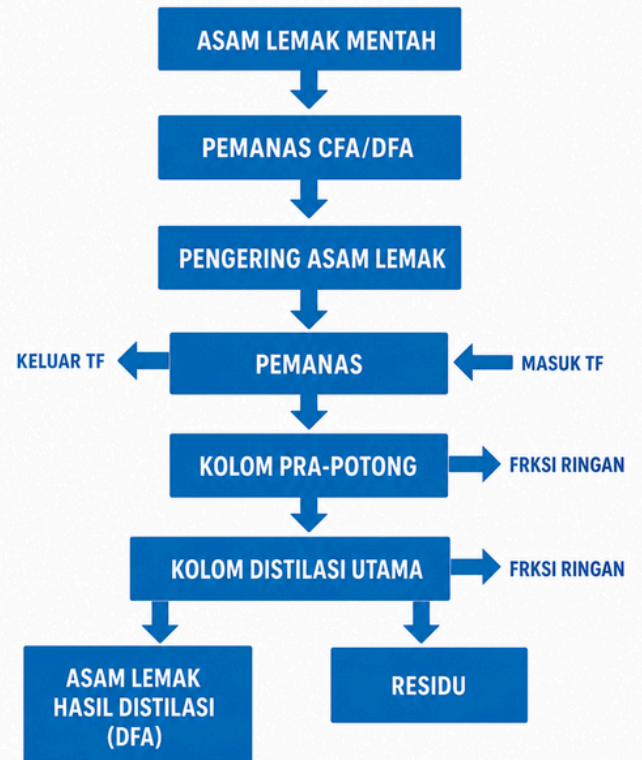 ASAM LEMAK MENTAH
PEMANAS CFA/DFA
PENGERING ASAM LEMAK
KELUAR TF
PEMANAS
MASUK TF
KOLOM PRA-POTONG
FRKSI RINGAN
KOLOM DISTILASI UTAMA
FRKSI RINGAN
ASAM LEMAK
HASIL DISTILASI
(DFA)
RESIDU